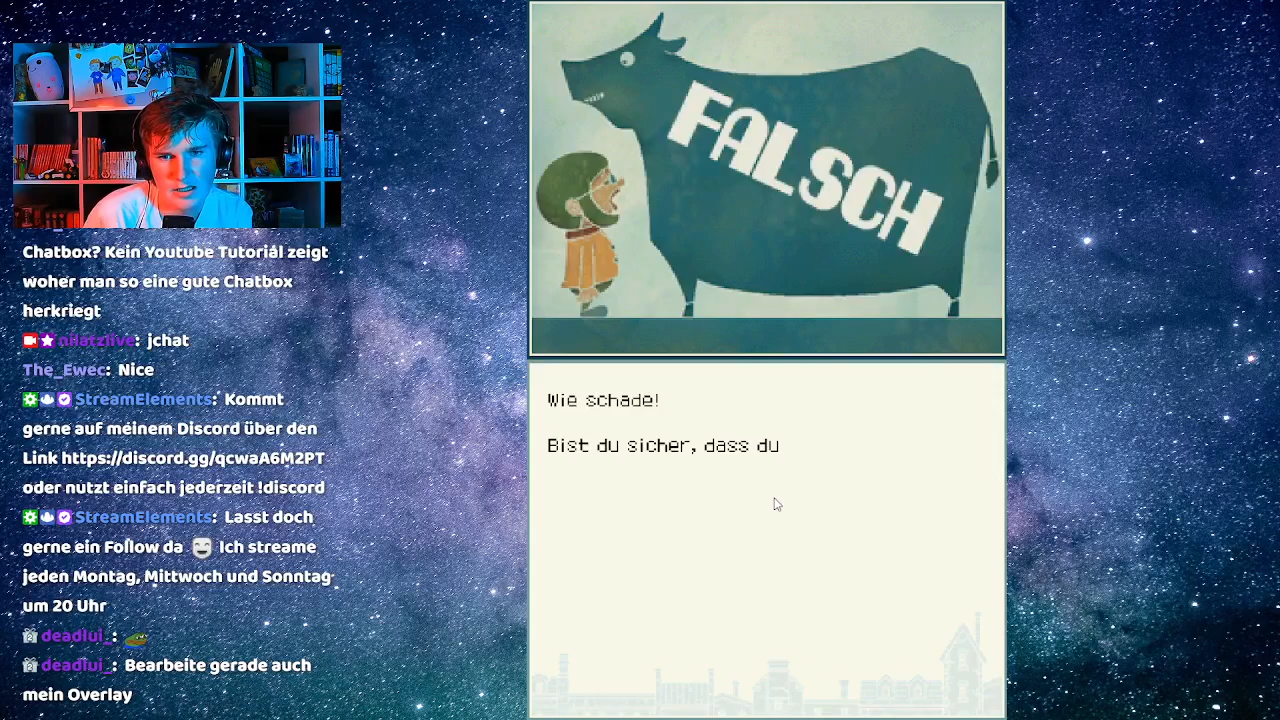 Chatbox? Kein Youtube Tutorial zeigt
woher man so eine gute Chatbox
herkriegt
nilatzlive: jchat
The_Ewec: Nice
StreamElements: Kommt
gerne auf meinem Discord über den
Link https://discord.gg/qcwaA6M2PT
oder nutzt einfach jederzeit !discord
StreamElements: Lasst doch
gerne ein Follow da Ich streame
jeden Montag, Mittwoch und Sonntag
um 20 Uhr
deadlui_:
deadlui_: Bearbeite gerade auch
mein Overlay
FALSCH
Wie schade!
Bist du sicher, dass du